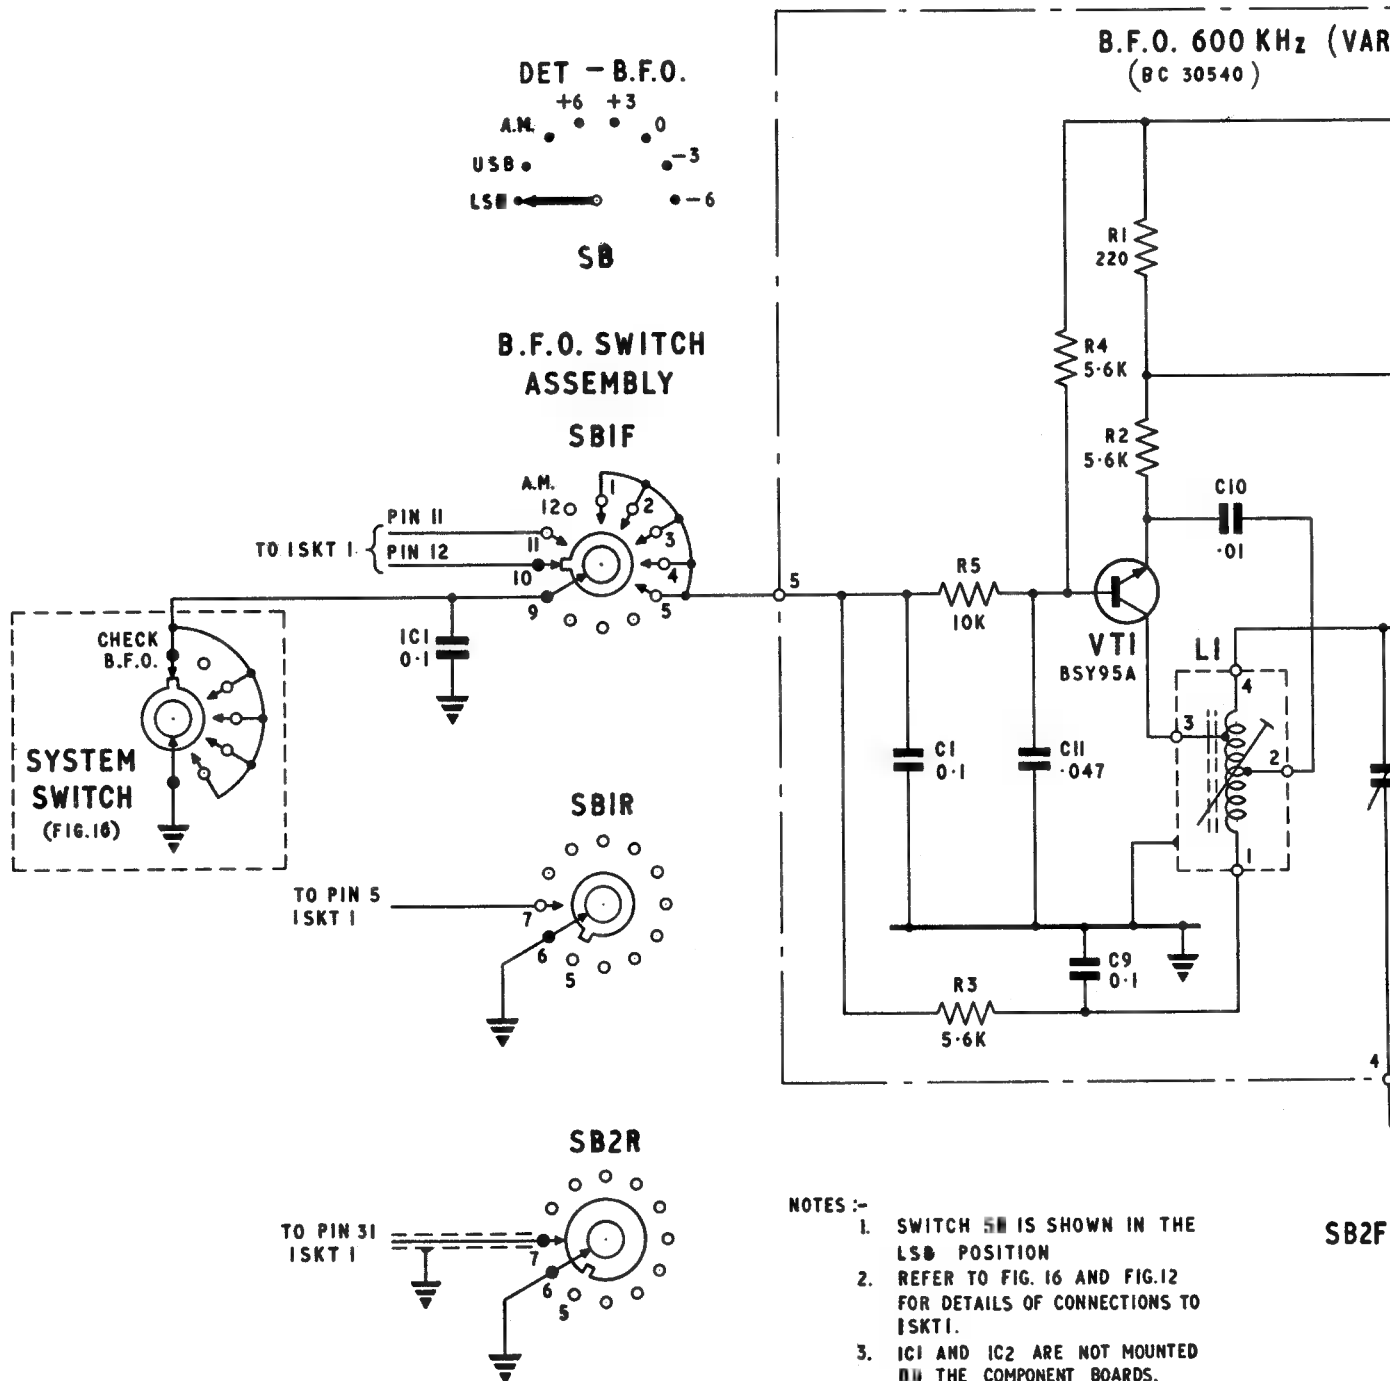 B.F.O. 600 KHz (VAR
(BC 30540)
DET - B.F.O.
+6 +3
A.M. 0
USB -3
-6
SB
B.F.O. SWITCH
ASSEMBLY
SB1F
A.M.
12 1 2
11 3
10 4
9 5
PIN 11
TO 1SKT 1
PIN 12
1C1
0·1
CHECK
B.F.O.
SYSTEM
SWITCH
(FIG.16)
SB1R
TO PIN 5
1SKT 1
7
6
5
SB2R
TO PIN 31
1SKT 1
7
6
5
R1
220
R4
5·6K
R2
5·6K
C10
·01
5
R5
10K
VT1
BSY95A
L1
4
3
2
1
C1
0·1
C11
·047
C9
0·1
R3
5·6K
4
NOTES :-
1. SWITCH IS SHOWN IN THE
LSB POSITION
2. REFER TO FIG. 16 AND FIG.12
FOR DETAILS OF CONNECTIONS TO
1SKT1.
3. 1C1 AND 1C2 ARE NOT MOUNTED
THE COMPONENT BOARDS.
SB2F